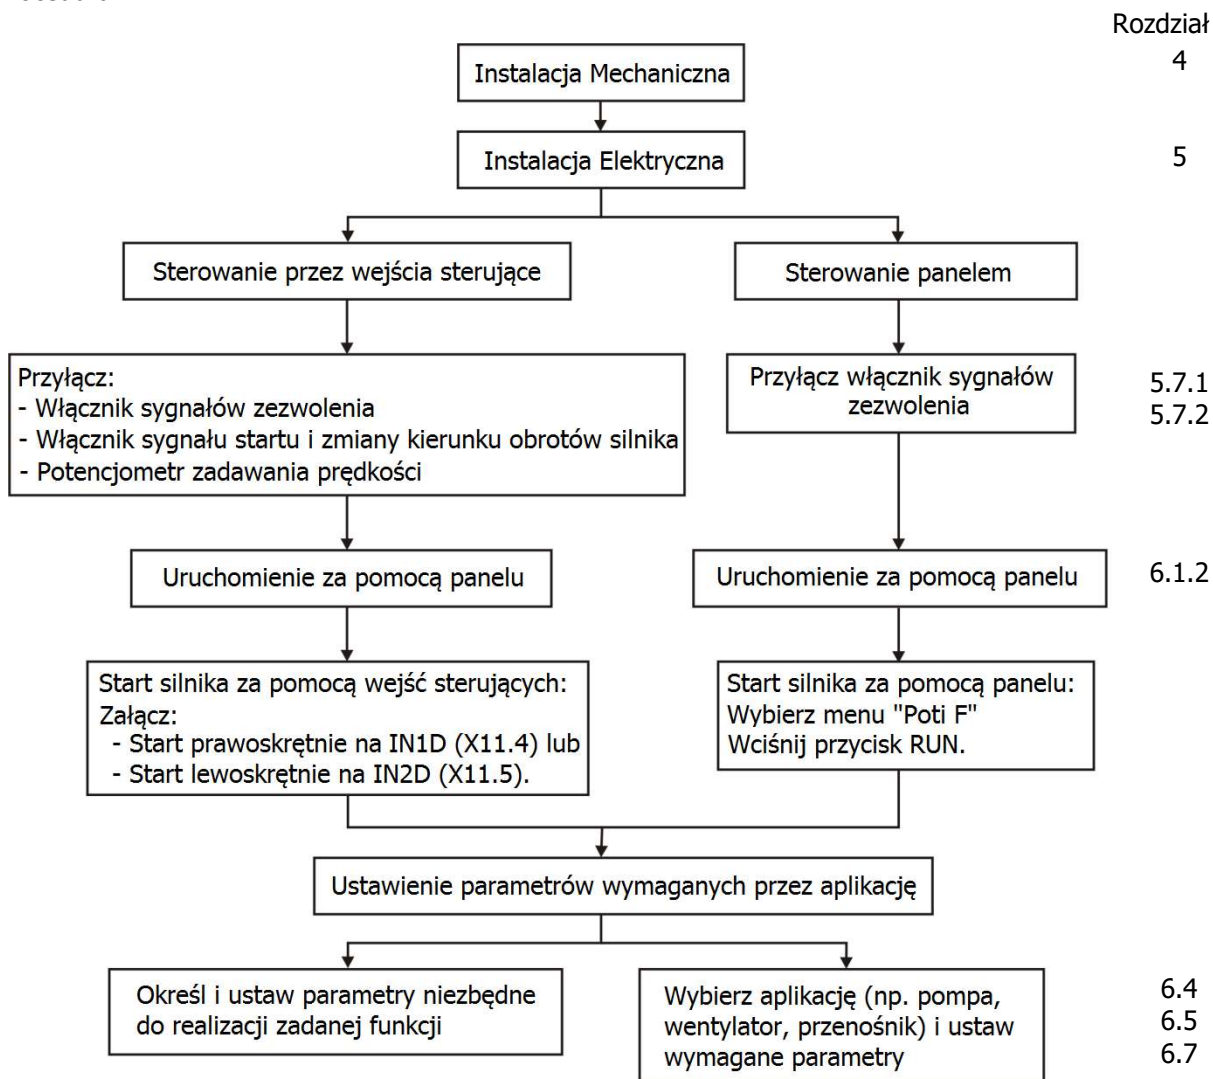 Rozdział
Instalacja Mechaniczna
4
Instalacja Elektryczna
5
Sterowanie przez wejścia sterujące
Sterowanie panelem
Przyłącz:
- Włącznik sygnałów zezwolenia
- Włącznik sygnału startu i zmiany kierunku obrotów silnika
- Potencjometr zadawania prędkości
Przyłącz włącznik sygnałów
zezwolenia
5.7.1
5.7.2
Uruchomienie za pomocą panelu
Uruchomienie za pomocą panelu
6.1.2
Start silnika za pomocą wejść sterujących:
Załącz:
- Start prawoskrętnie na IN1D (X11.4) lub
- Start lewoskrętnie na IN2D (X11.5).
Start silnika za pomocą panelu:
Wybierz menu "Poti F"
Wciśnij przycisk RUN.
Ustawienie parametrów wymaganych przez aplikację
Określ i ustaw parametry niezbędne
do realizacji zadanej funkcji
Wybierz aplikację (np. pompa,
wentylator, przenośnik) i ustaw
wymagane parametry
6.4
6.5
6.7